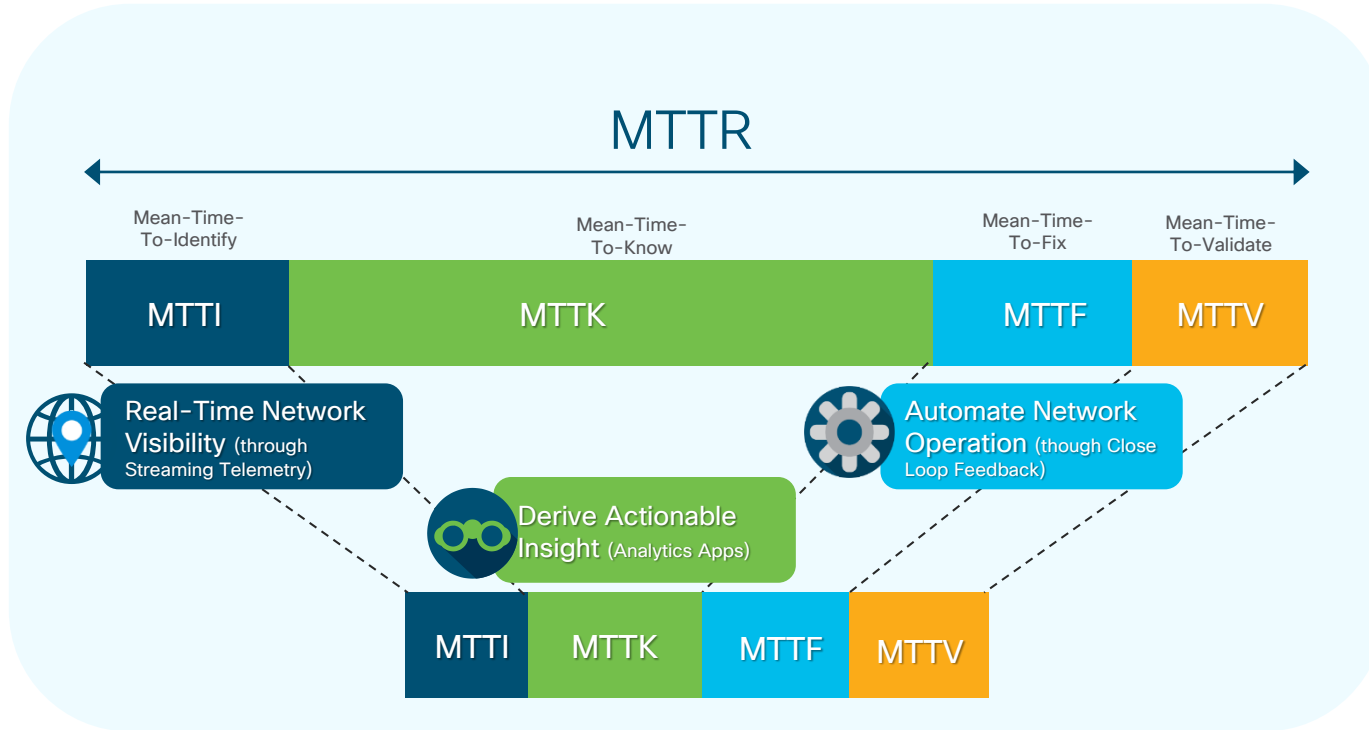 MTTR
Mean-Time-
To-Identify
Mean-Time-
To-Know
Mean-Time-
To-Fix
Mean-Time-
To-Validate
MTTI
MTTK
MTTF
MTTV
Real-Time Network
Visibility (through
Streaming Telemetry)
Automate Network
Operation (though Close
Loop Feedback)
Derive Actionable
Insight (Analytics Apps)
MTTI
MTTK
MTTF
MTTV